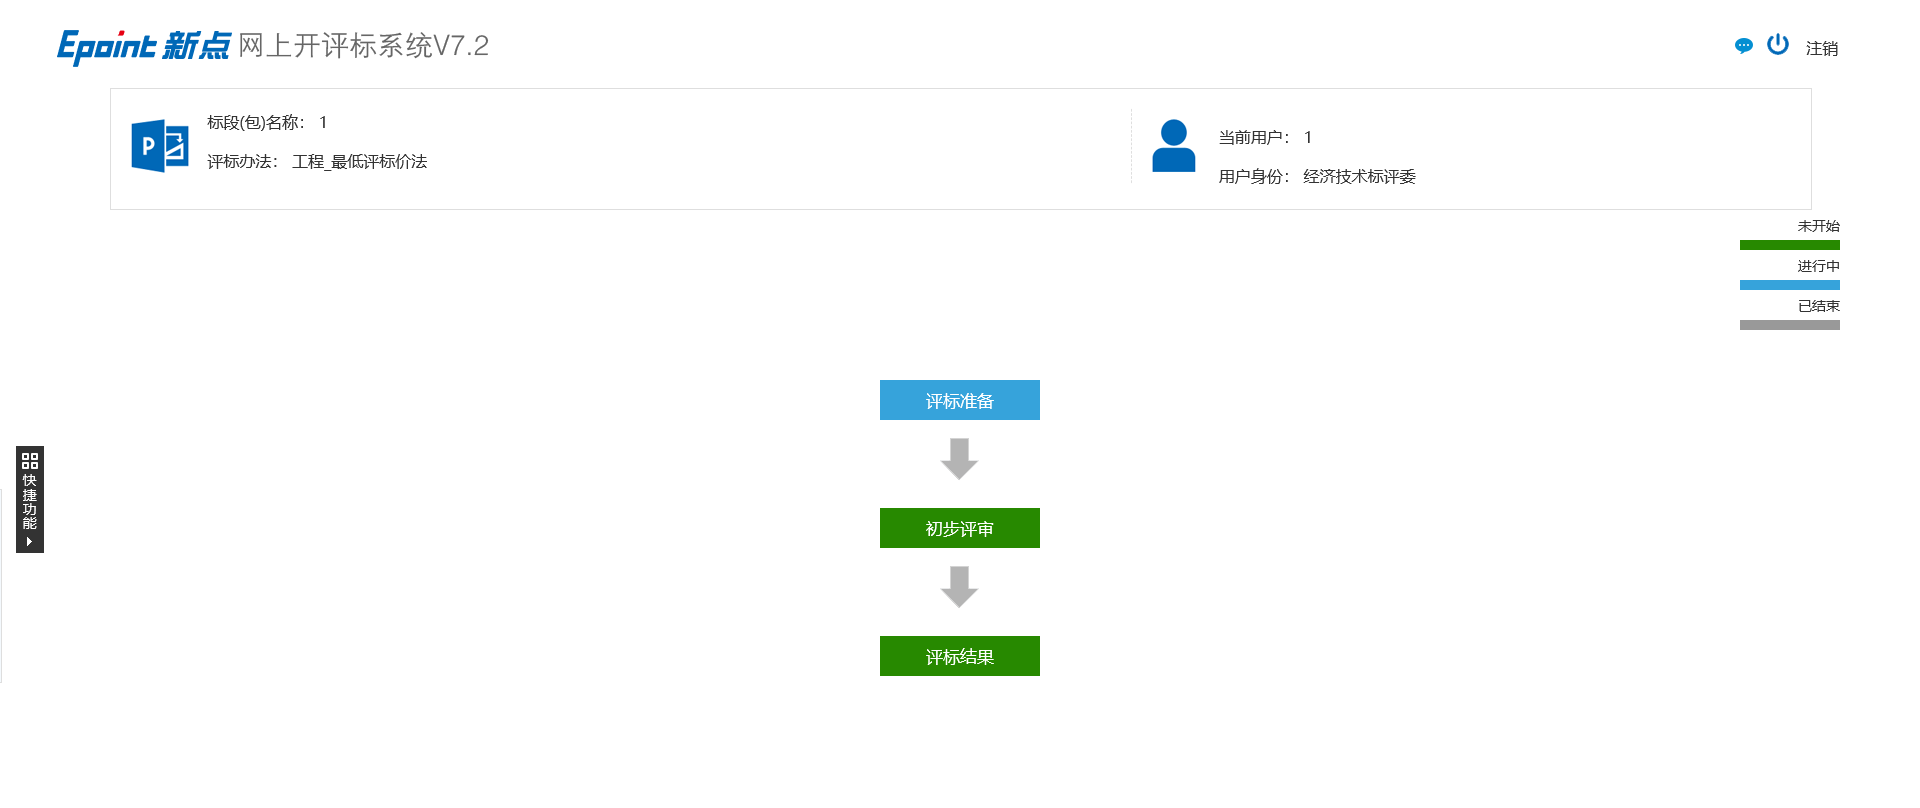 Epoint 新点 网上开评标系统V7.2
注销
标段(包)名称： 1
评标办法： 工程_最低评标价法
当前用户： 1
用户身份： 经济技术标评委
未开始
进行中
已结束
评标准备
初步评审
评标结果
快捷功能